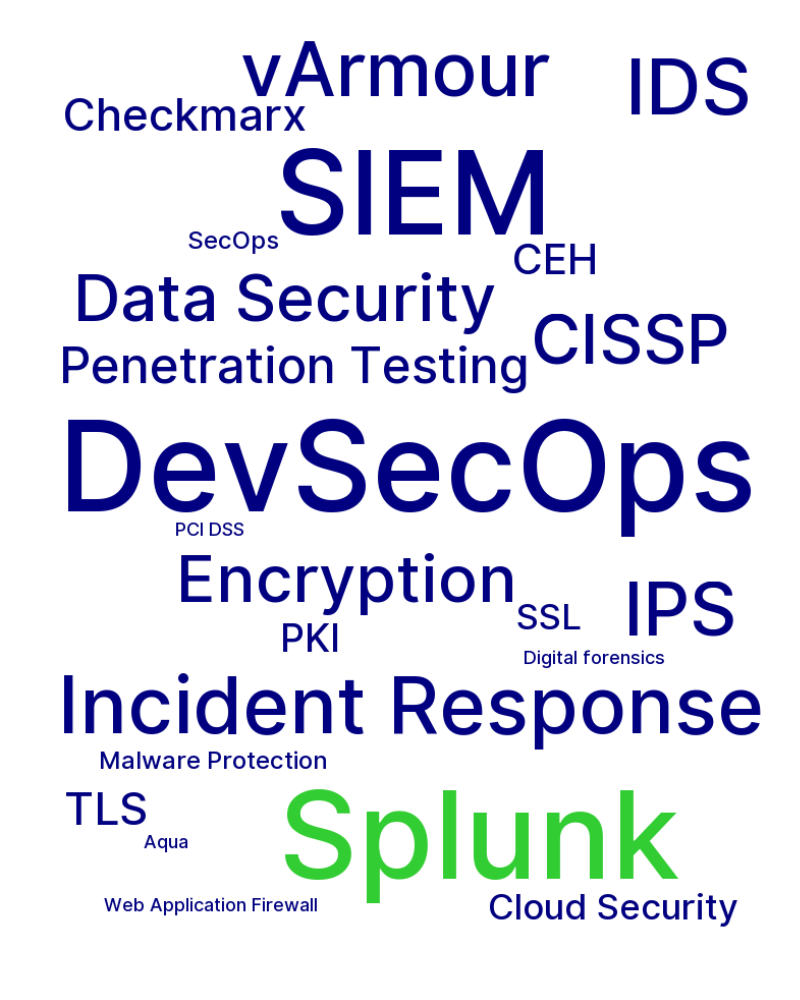 vArmour
IDS
Checkmarx
SIEM
SecOps
CEH
Data Security
CISSP
Penetration Testing
DevSecOps
PCI DSS
Encryption
IPS
SSL
PKI
Digital forensics
Incident Response
Malware Protection
TLS
Splunk
Aqua
Web Application Firewall
Cloud Security